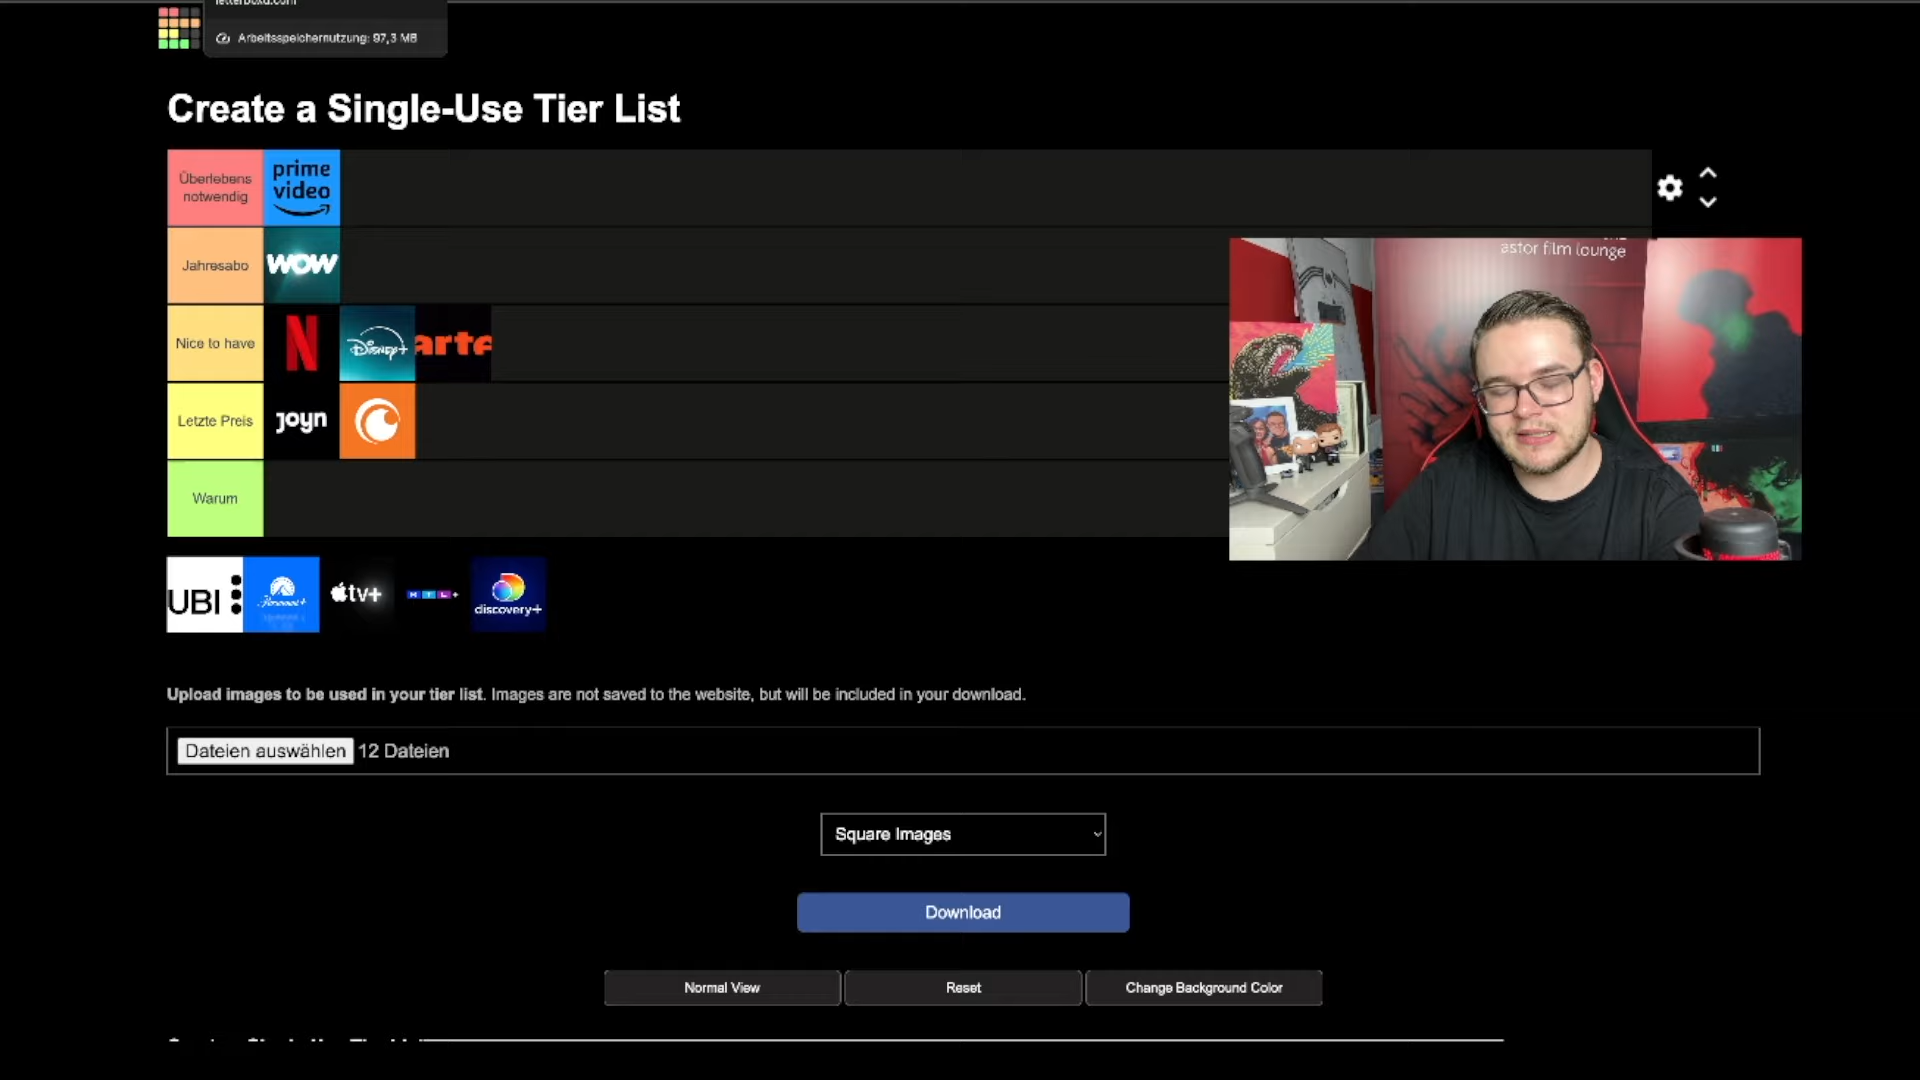 Arbeitsspeichernutzung: 97,3 MB
Create a Single-Use Tier List
Überlebens
notwendig
prime
video
Jahresabo
WOW
astor film lounge
Nice to have
N
Disney+
arte
Letzte Preis
joyn
Warum
UBI
Paramount+
tv+
RTL+
discovery+
Upload images to be used in your tier list. Images are not saved to the website, but will be included in your download.
Dateien auswählen 12 Dateien
Square Images
Download
Normal View
Reset
Change Background Color